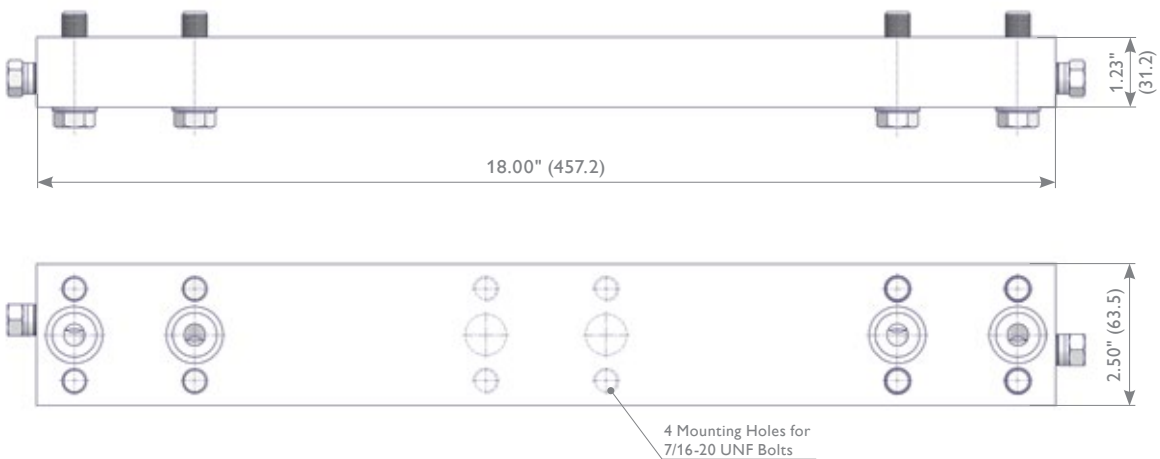 1.23"
(31.2)
18.00" (457.2)
2.50" (63.5)
4 Mounting Holes for
7/16-20 UNF Bolts